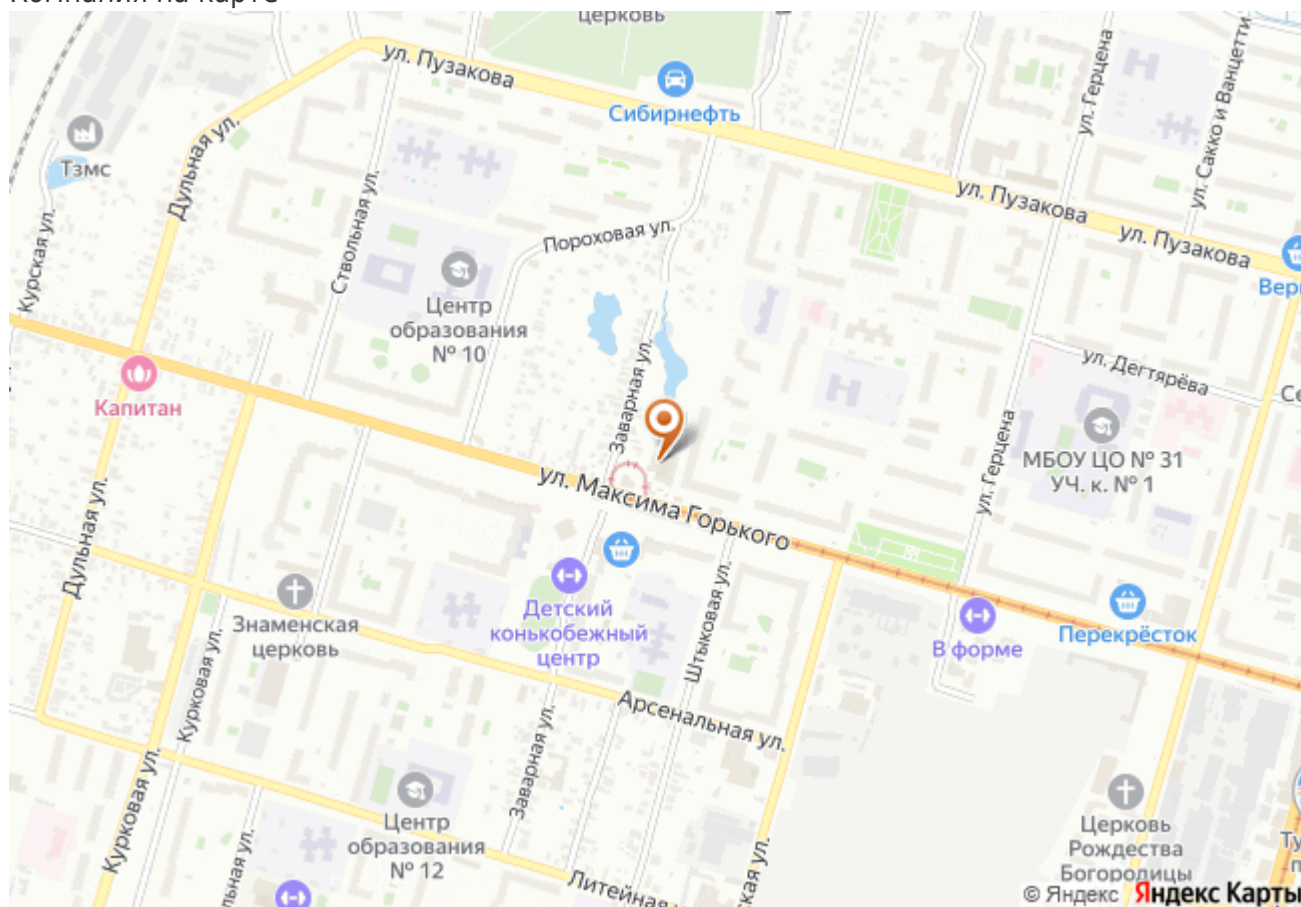 Компания на карте
церковь
ул. Пузакова
Сибирнефть
ул. Герцена
ул. Сакко и Ванцетти
Тзмс
Дульная ул.
ул. Пузакова
ул. Пузакова
Курская ул.
Ствольная ул.
Пороховая ул.
Центр
образования
№ 10
Заварная ул.
ул. Дегтярёва
Капитан
ул. Герцена
МБОУ ЦО № 31
УЧ. к. № 1
ул. Максима Горького
Дульная ул.
Детский
конькобежный
центр
Штыковая ул.
Знаменская
церковь
В форме
Перекрёсток
Курковая ул.
Арсенальная ул.
Заварная ул.
Курковая ул.
Центр
образования
№ 12
Церковь
Рождества
Богородицы
Литейная
© Яндекс Яндекс Карты